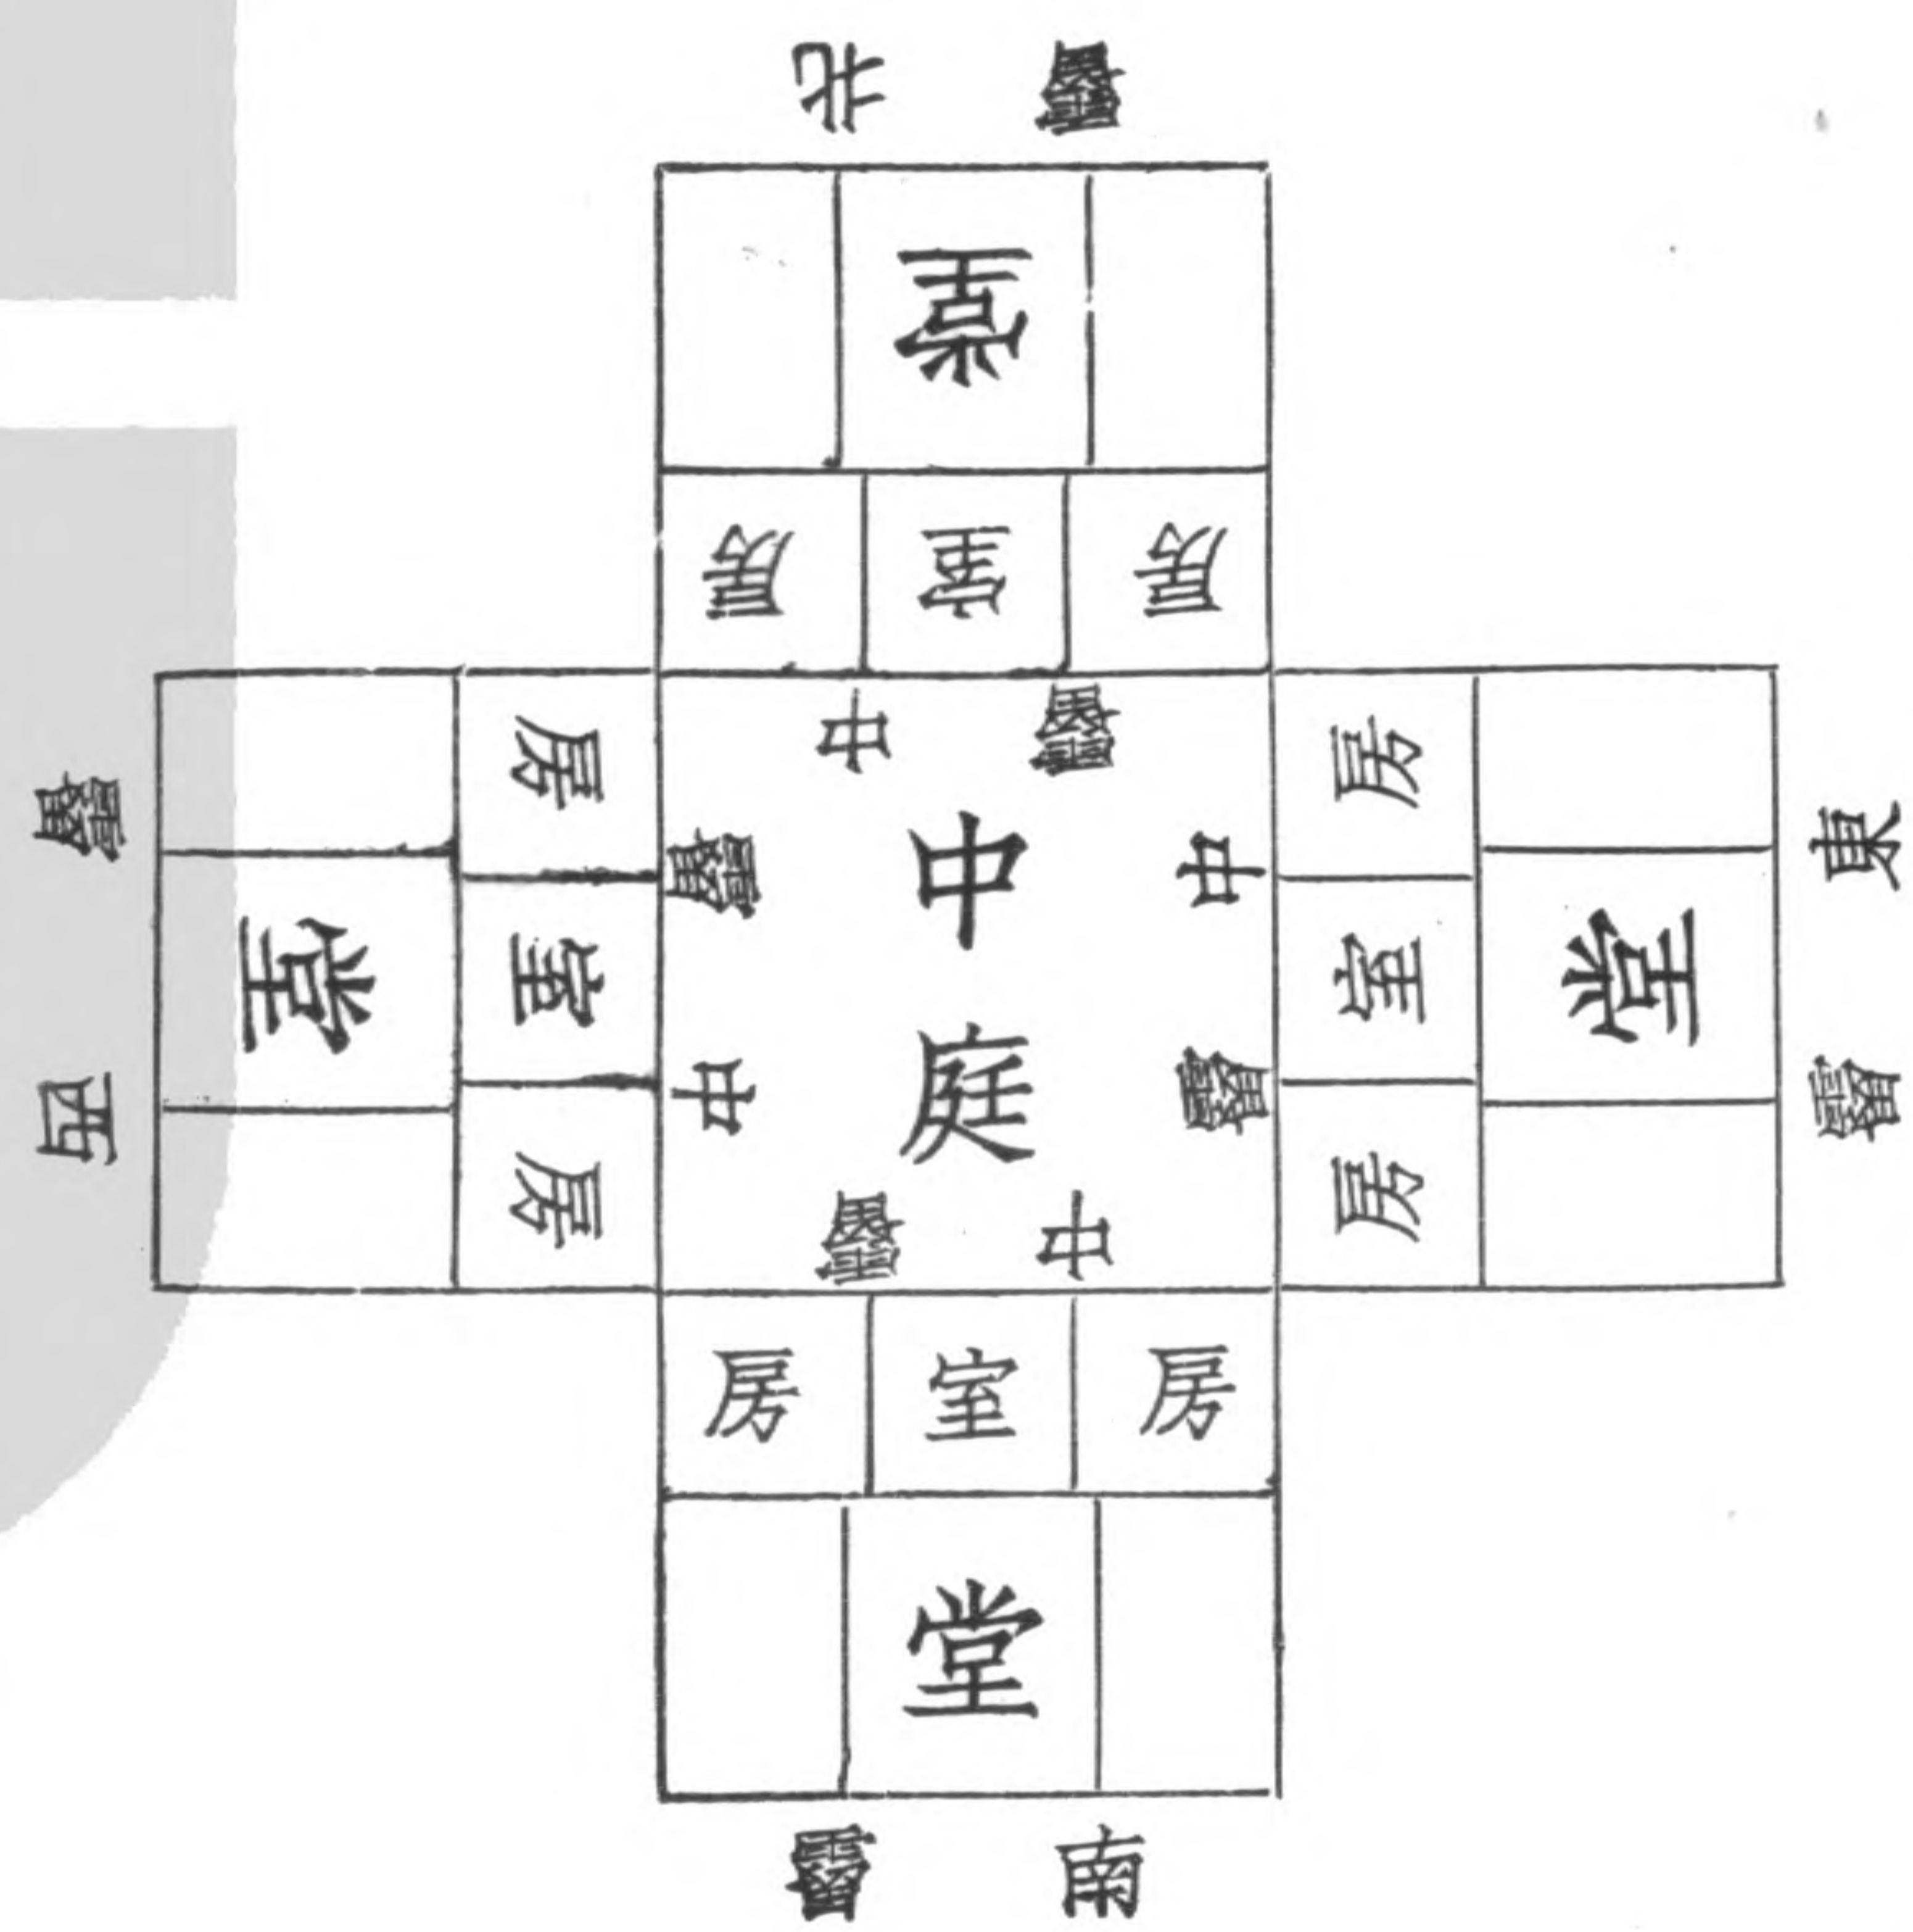 北霤
堂
房
室
房
中霤
西霤
堂
房
室
房
中霤
中庭
中霤
房
室
房
堂
東霤
中霤
房
室
房
堂
南霤